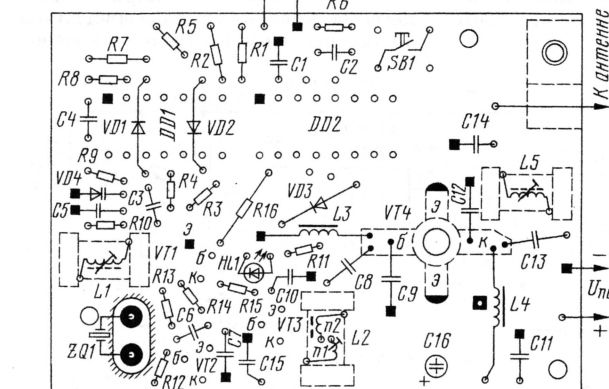 R6
R5
R7
R2
R1
C1
C2
SB1
К антенне
R8
C4
VD1
DD1
VD2
DD2
C14
R9
VD4
C3
R4
R3
R16
VD3
L3
VT4
Э
C12
L5
C5
R10
Э
б
к
C13
L1
VT1
б
HL1
R11
C8
C9
Э
–
R13
к
R14
R15
C10
Э
L4
+
ZQ1
C6
б
C7
VT3
п2
п1
L2
C16
C11
Э
к
б
VT2
C15
R12
к
+